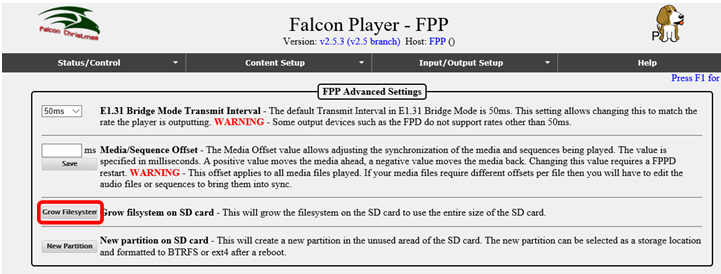 Falcon Christmas
Falcon Player - FPP
Version: v2.5.3 (v2.5 branch) Host: FPP ()
P
Status/Control
Content Setup
Input/Output Setup
Help
Press F1 for
FPP Advanced Settings
50ms
E1.31 Bridge Mode Transmit Interval - The default Transmit Interval in E1.31 Bridge Mode is 50ms. This setting allows changing this to match the
rate the player is outputting. WARNING - Some output devices such as the FPD do not support rates other than 50ms.
ms
Save
Media/Sequence Offset - The Media Offset value allows adjusting the synchronization of the media and sequences being played. The value is
specified in milliseconds. A positive value moves the media ahead, a negative value moves the media back. Changing this value requires a FPPD
restart. WARNING - This offset applies to all media files played. If your media files require different offsets per file then you will have to edit the
audio files or sequences to bring them into sync.
Grow Filesystem
Grow filsystem on SD card - This will grow the filesystem on the SD card to use the entire size of the SD card.
New Partition
New partition on SD card - This will create a new partition in the unused aread of the SD card. The new partition can be selected as a storage location
and formatted to BTRFS or ext4 after a reboot.